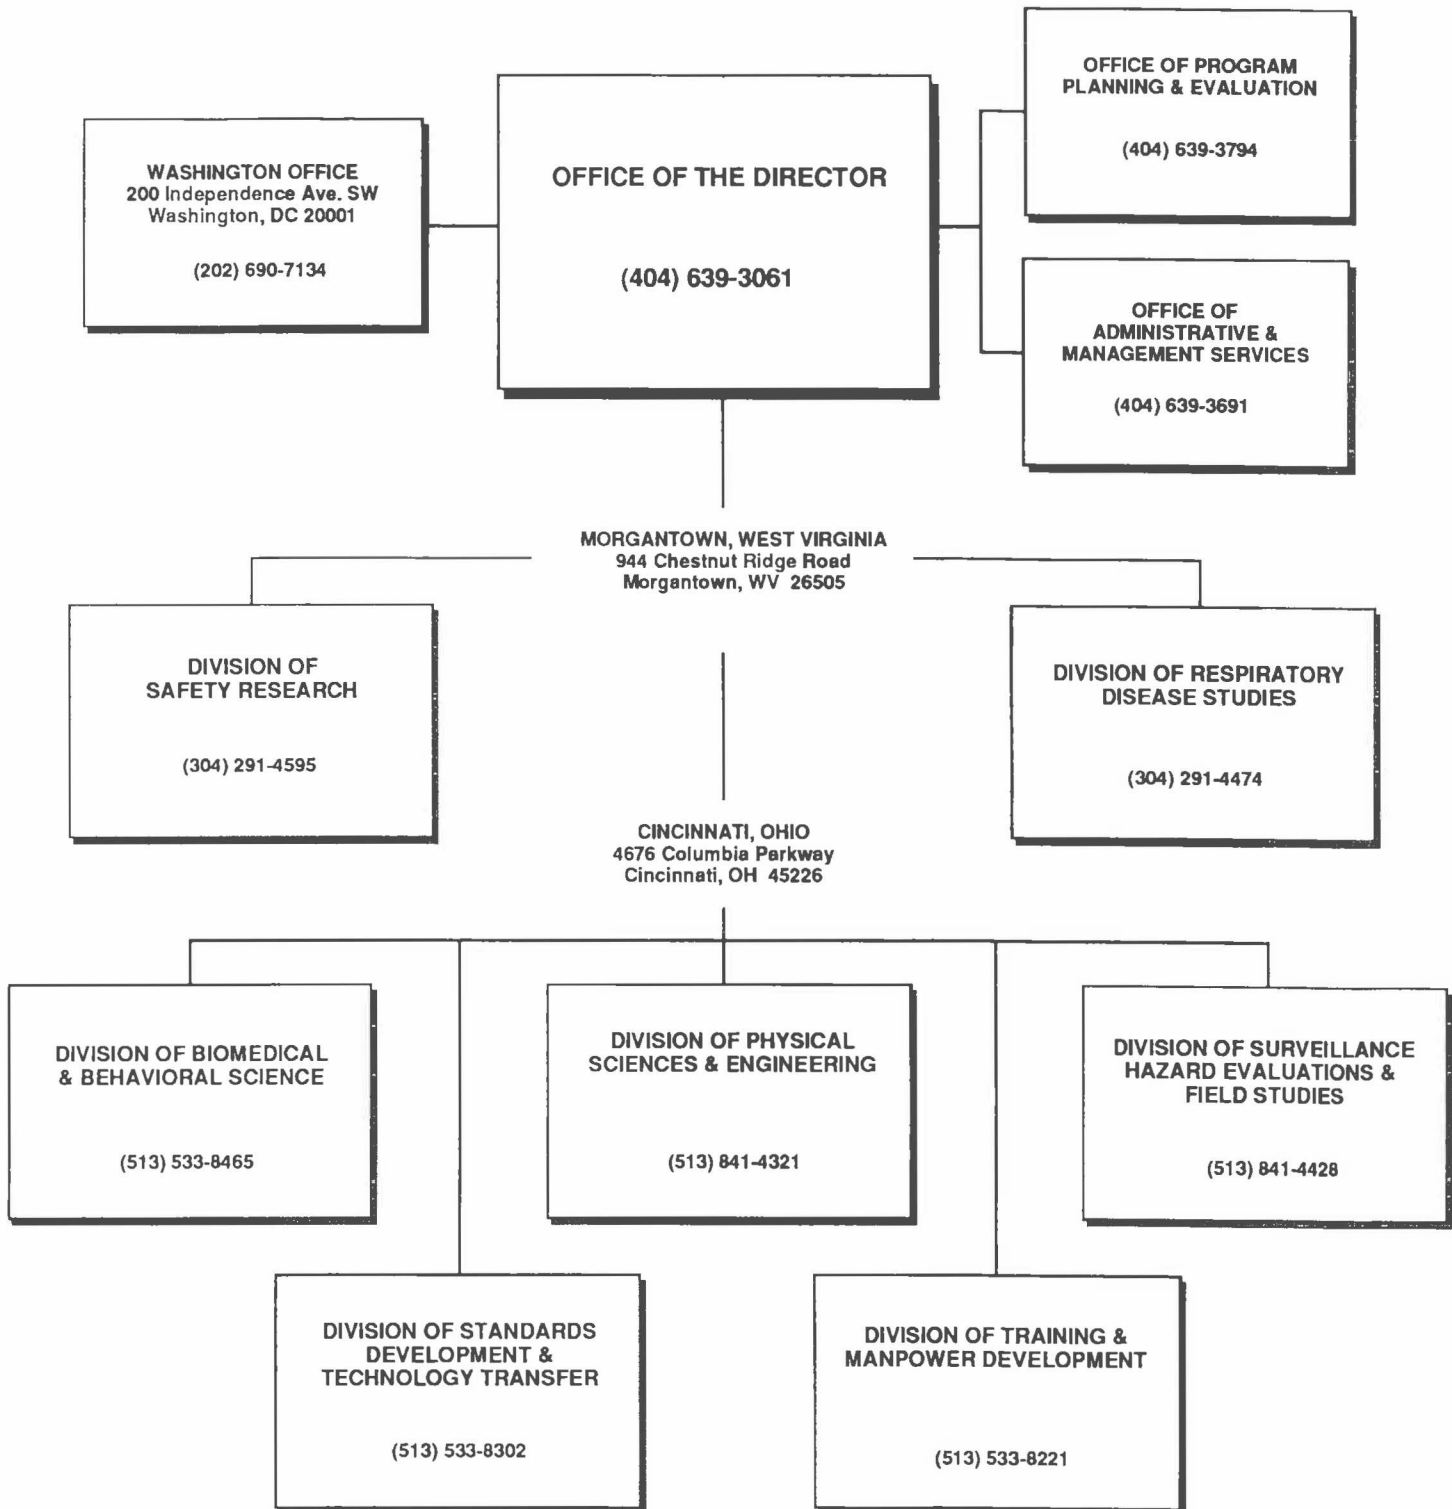 OFFICE OF PROGRAM
PLANNING & EVALUATION
(404) 639-3794
WASHINGTON OFFICE
200 Independence Ave. SW
Washington, DC 20001
(202) 690-7134
OFFICE OF THE DIRECTOR
(404) 639-3061
OFFICE OF
ADMINISTRATIVE &
MANAGEMENT SERVICES
(404) 639-3691
MORGANTOWN, WEST VIRGINIA
944 Chestnut Ridge Road
Morgantown, WV 26505
DIVISION OF
SAFETY RESEARCH
(304) 291-4595
DIVISION OF RESPIRATORY
DISEASE STUDIES
(304) 291-4474
CINCINNATI, OHIO
4676 Columbia Parkway
Cincinnati, OH 45226
DIVISION OF BIOMEDICAL
& BEHAVIORAL SCIENCE
(513) 533-8465
DIVISION OF PHYSICAL
SCIENCES & ENGINEERING
(513) 841-4321
DIVISION OF SURVEILLANCE
HAZARD EVALUATIONS &
FIELD STUDIES
(513) 841-4428
DIVISION OF STANDARDS
DEVELOPMENT &
TECHNOLOGY TRANSFER
(513) 533-8302
DIVISION OF TRAINING &
MANPOWER DEVELOPMENT
(513) 533-8221